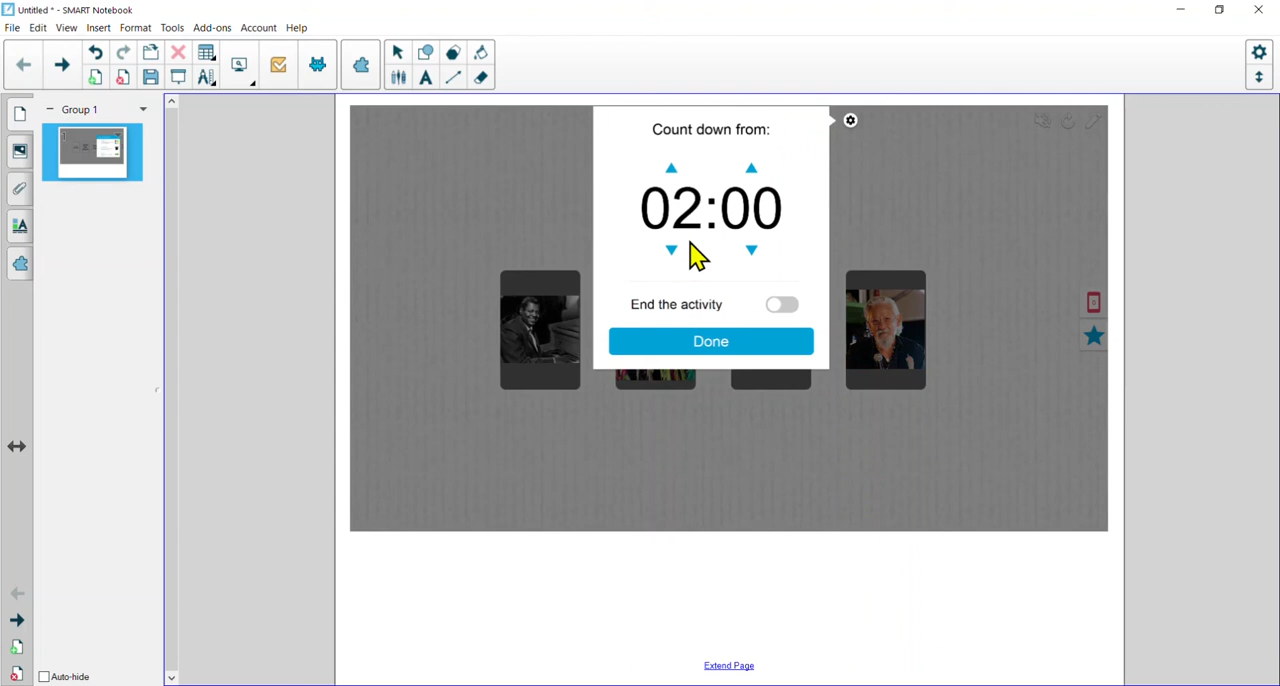 Untitled * - SMART Notebook
File Edit View Insert Format Tools Add-ons Account Help
Group 1
Count down from:
02:00
End the activity
Done
0
Extend Page
Auto-hide